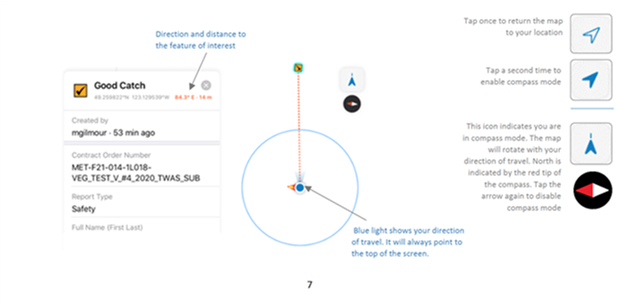 Direction and distance to
the feature of interest
Good Catch
84.3° E · 14 m
Created by
mgilmour · 53 min ago
Contract Order Number
MET-F21-014-1L018-
VEG_TEST_V_#4_2020_TWAS_SUB
Report Type
Safety
Full Name (First Last)
Blue light shows your direction
of travel. It will always point to
the top of the screen.
Tap once to return the map
to your location
Tap a second time to
enable compass mode
This icon indicates you are
in compass mode. The map
will rotate with your
direction of travel. North is
indicated by the red tip of
the compass. Tap the
arrow again to disable
compass mode
7